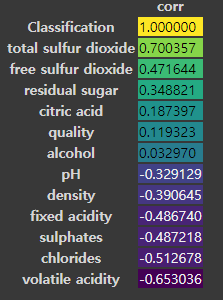 corr
Classification 1.000000
total sulfur dioxide 0.700357
free sulfur dioxide 0.471644
residual sugar 0.348821
citric acid 0.187397
quality 0.119323
alcohol 0.032970
pH -0.329129
density -0.390645
fixed acidity -0.486740
sulphates -0.487218
chlorides -0.512678
volatile acidity -0.653036